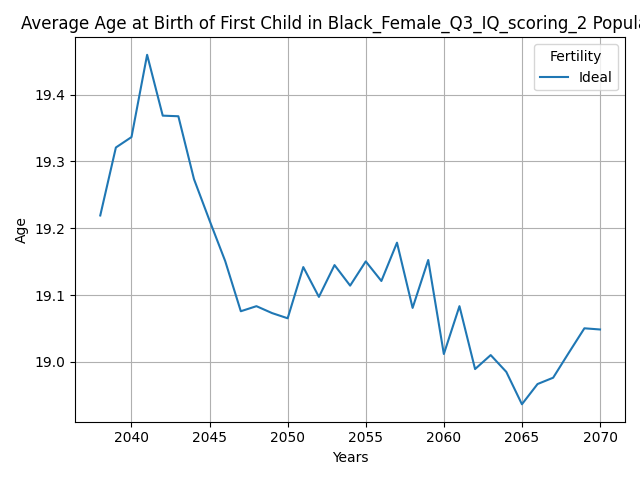 Average Age at Birth of First Child in Black_Female_Q3_IQ_scoring_2 Popula
Fertility
Ideal
19.4
19.3
19.2
19.1
19.0
Age
2040 2045 2050 2055 2060 2065 2070
Years